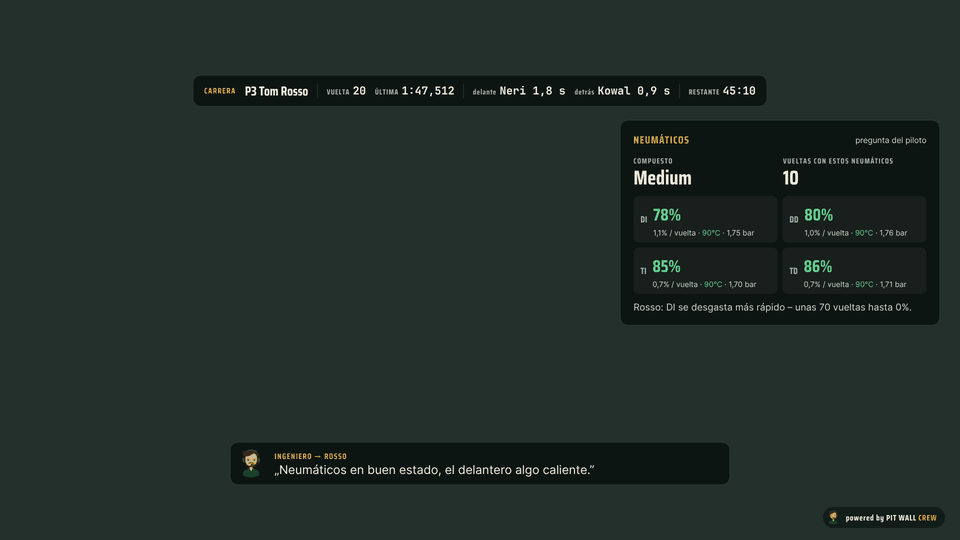 CARRERA P3 Tom Rosso VUELTA 20 ÚLTIMA 1:47,512 delante Neri 1,8 s detrás Kowal 0,9 s RESTANTE 45:10
NEUMÁTICOS pregunta del piloto
COMPUESTO VUELTAS CON ESTOS NEUMÁTICOS
Medium 10
DI 78% DD 80%
1,1% / vuelta · 90°C · 1,75 bar 1,0% / vuelta · 90°C · 1,76 bar
TI 85% TD 86%
0,7% / vuelta · 90°C · 1,70 bar 0,7% / vuelta · 90°C · 1,71 bar
Rosso: DI se desgasta más rápido – unas 70 vueltas hasta 0%.
INGENIERO — ROSSO
„Neumáticos en buen estado, el delantero algo caliente.“
powered by PIT WALL CREW